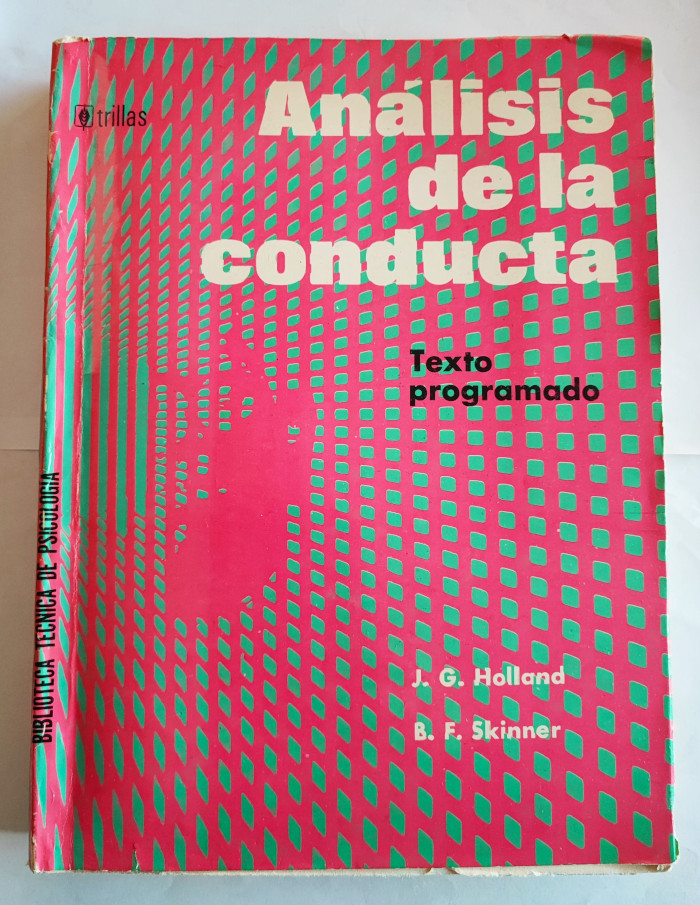 trillas
Análisis
de la
conducta
Texto
programado
J. G. Holland
B. F. Skinner
BIBLIOTECA TECNICA DE PSICOLOGIA